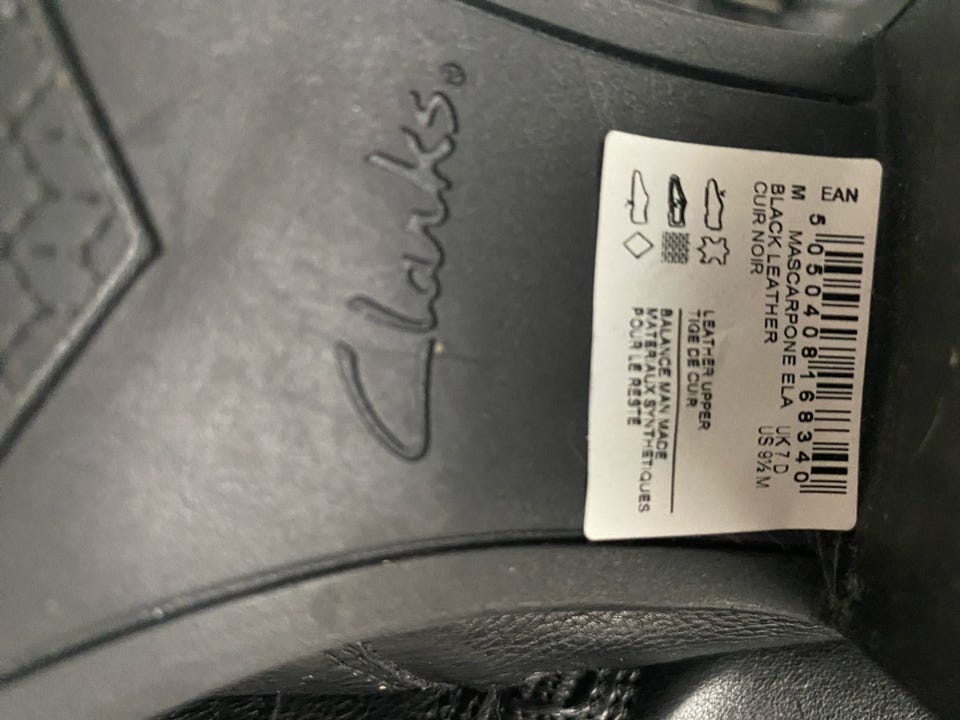 Clarks®
EAN
5 050408 168340
M MASCARPONE ELA UK 7 D
BLACK LEATHER US 9½ M
CUIR NOIR
LEATHER UPPER
TIGE DE CUIR
BALANCE MAN MADE
MATERIAUX SYNTHETIQUES
POUR LE RESTE